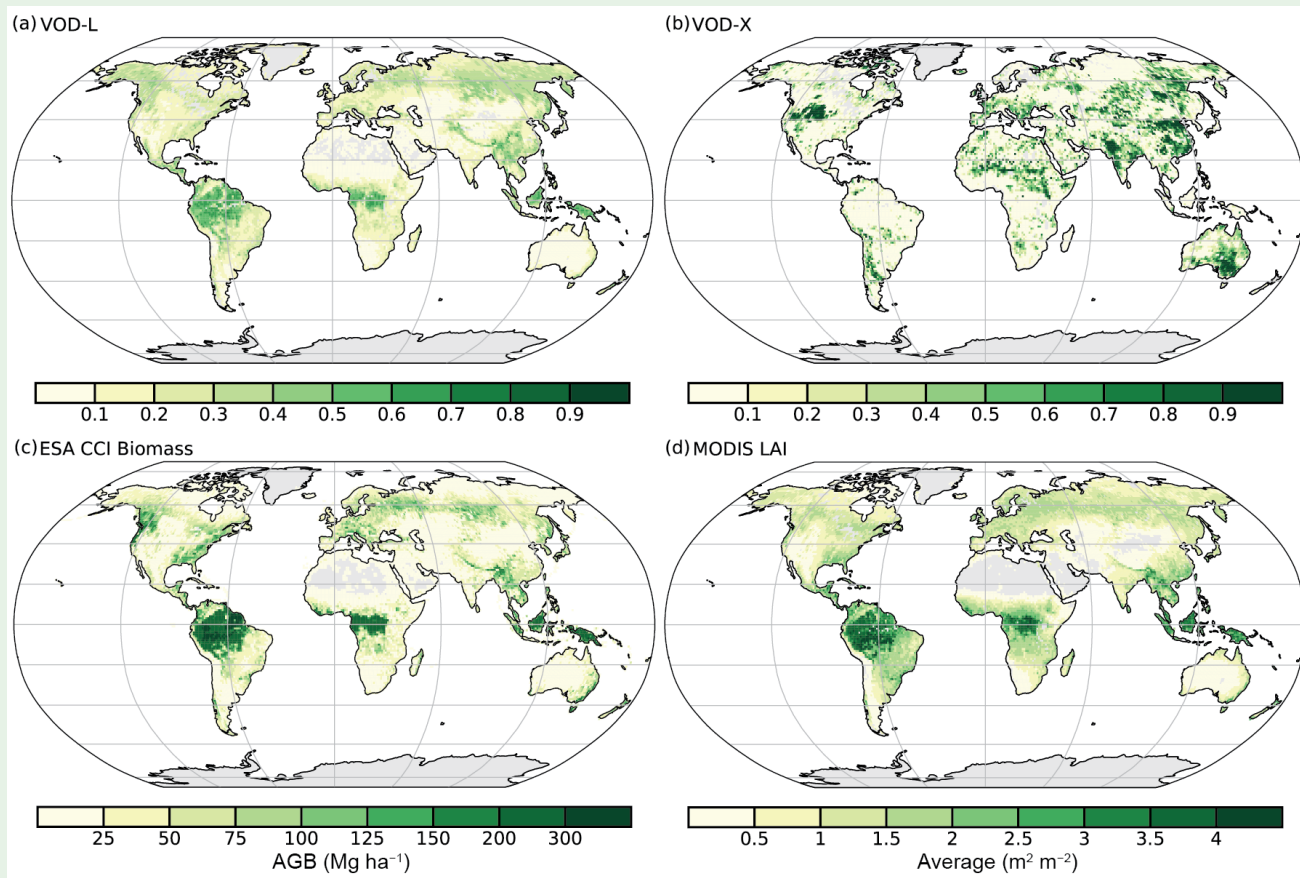 (a) VOD-L
(b) VOD-X
0.1 0.2 0.3 0.4 0.5 0.6 0.7 0.8 0.9
0.1 0.2 0.3 0.4 0.5 0.6 0.7 0.8 0.9
(c) ESA CCI Biomass
(d) MODIS LAI
25 50 75 100 125 150 200 300
AGB (Mg ha⁻¹)
0.5 1 1.5 2 2.5 3 3.5 4
Average (m² m⁻²)